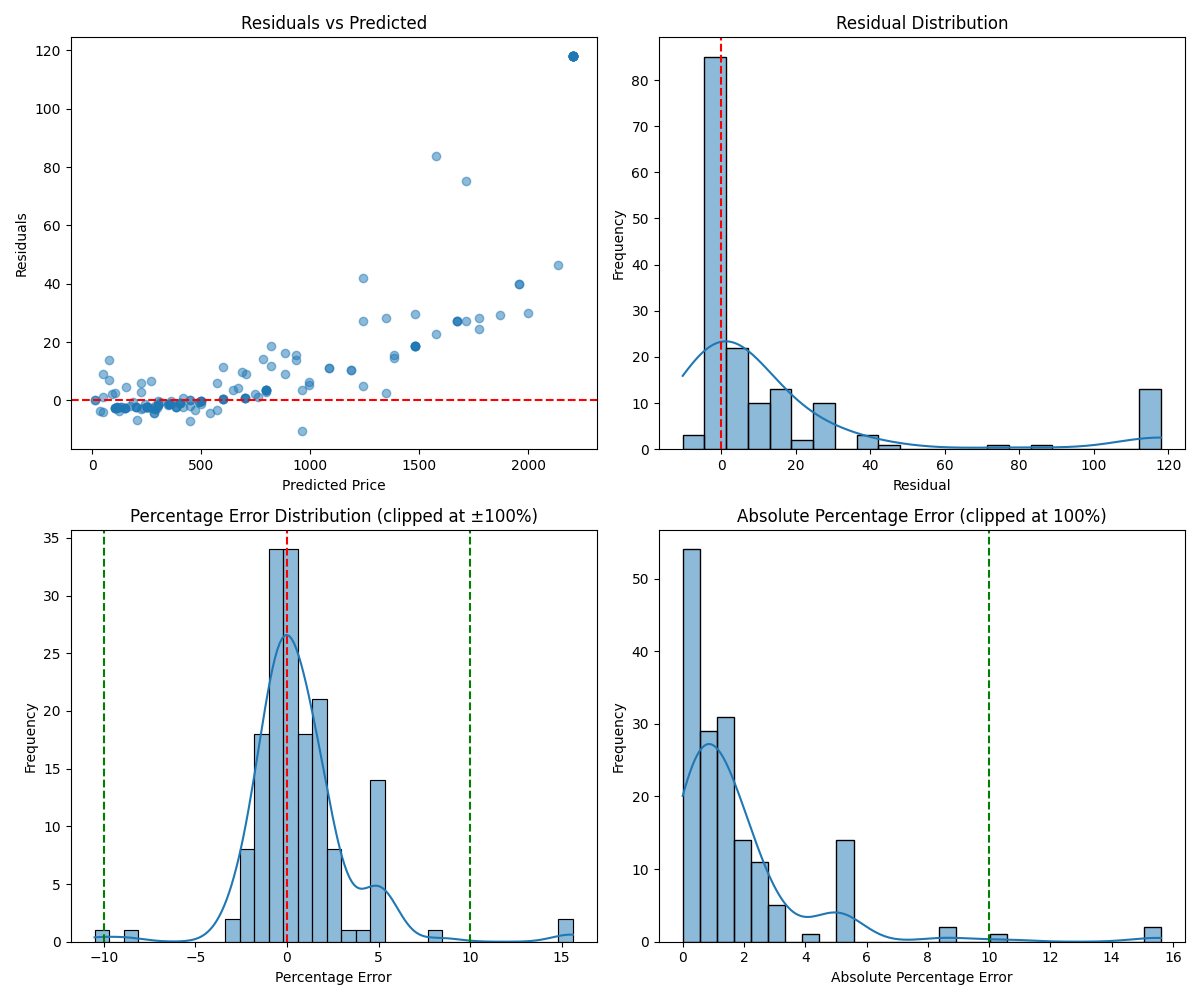 Residuals vs Predicted
Residuals
120
100
80
60
40
20
0
0 500 1000 1500 2000
Predicted Price
Residual Distribution
Frequency
80
70
60
50
40
30
20
10
0
0 20 40 60 80 100 120
Residual
Percentage Error Distribution (clipped at ±100%)
Frequency
35
30
25
20
15
10
5
0
−10 −5 0 5 10 15
Percentage Error
Absolute Percentage Error (clipped at 100%)
Frequency
50
40
30
20
10
0
0 2 4 6 8 10 12 14 16
Absolute Percentage Error